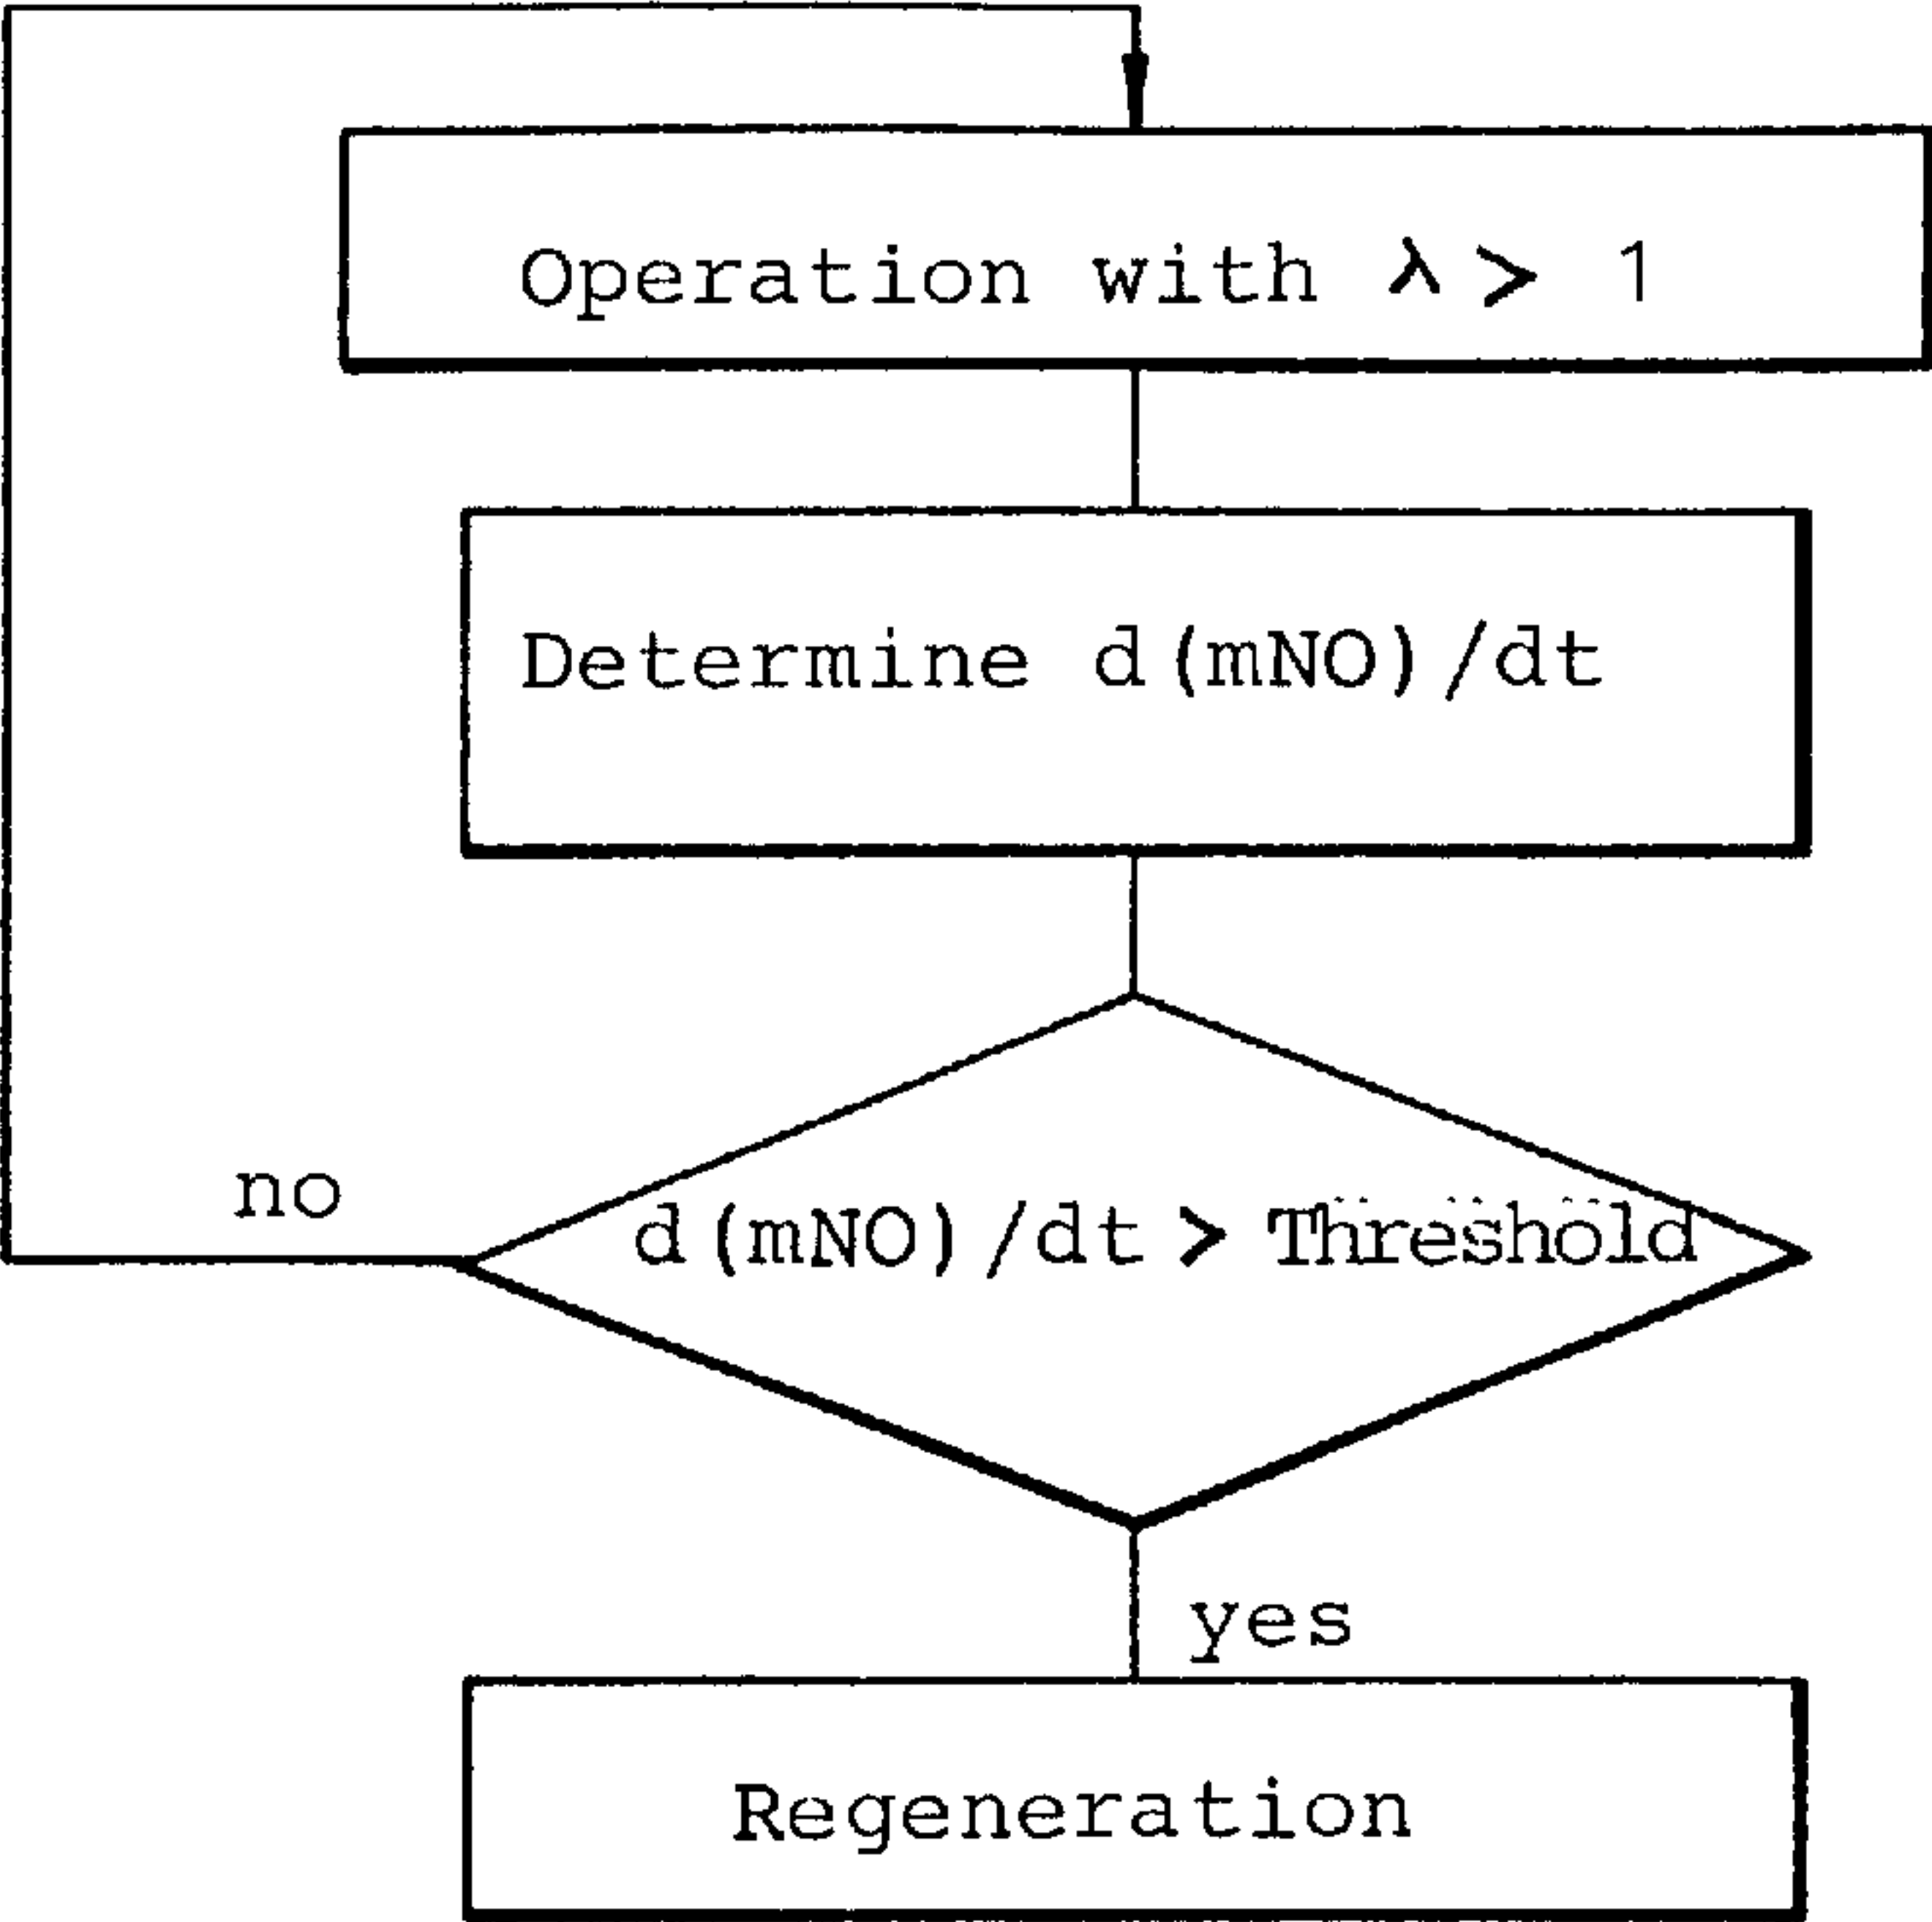 Operation with λ > 1
Determine d(mNO)/dt
d(mNO)/dt > Threshold
no
yes
Regeneration